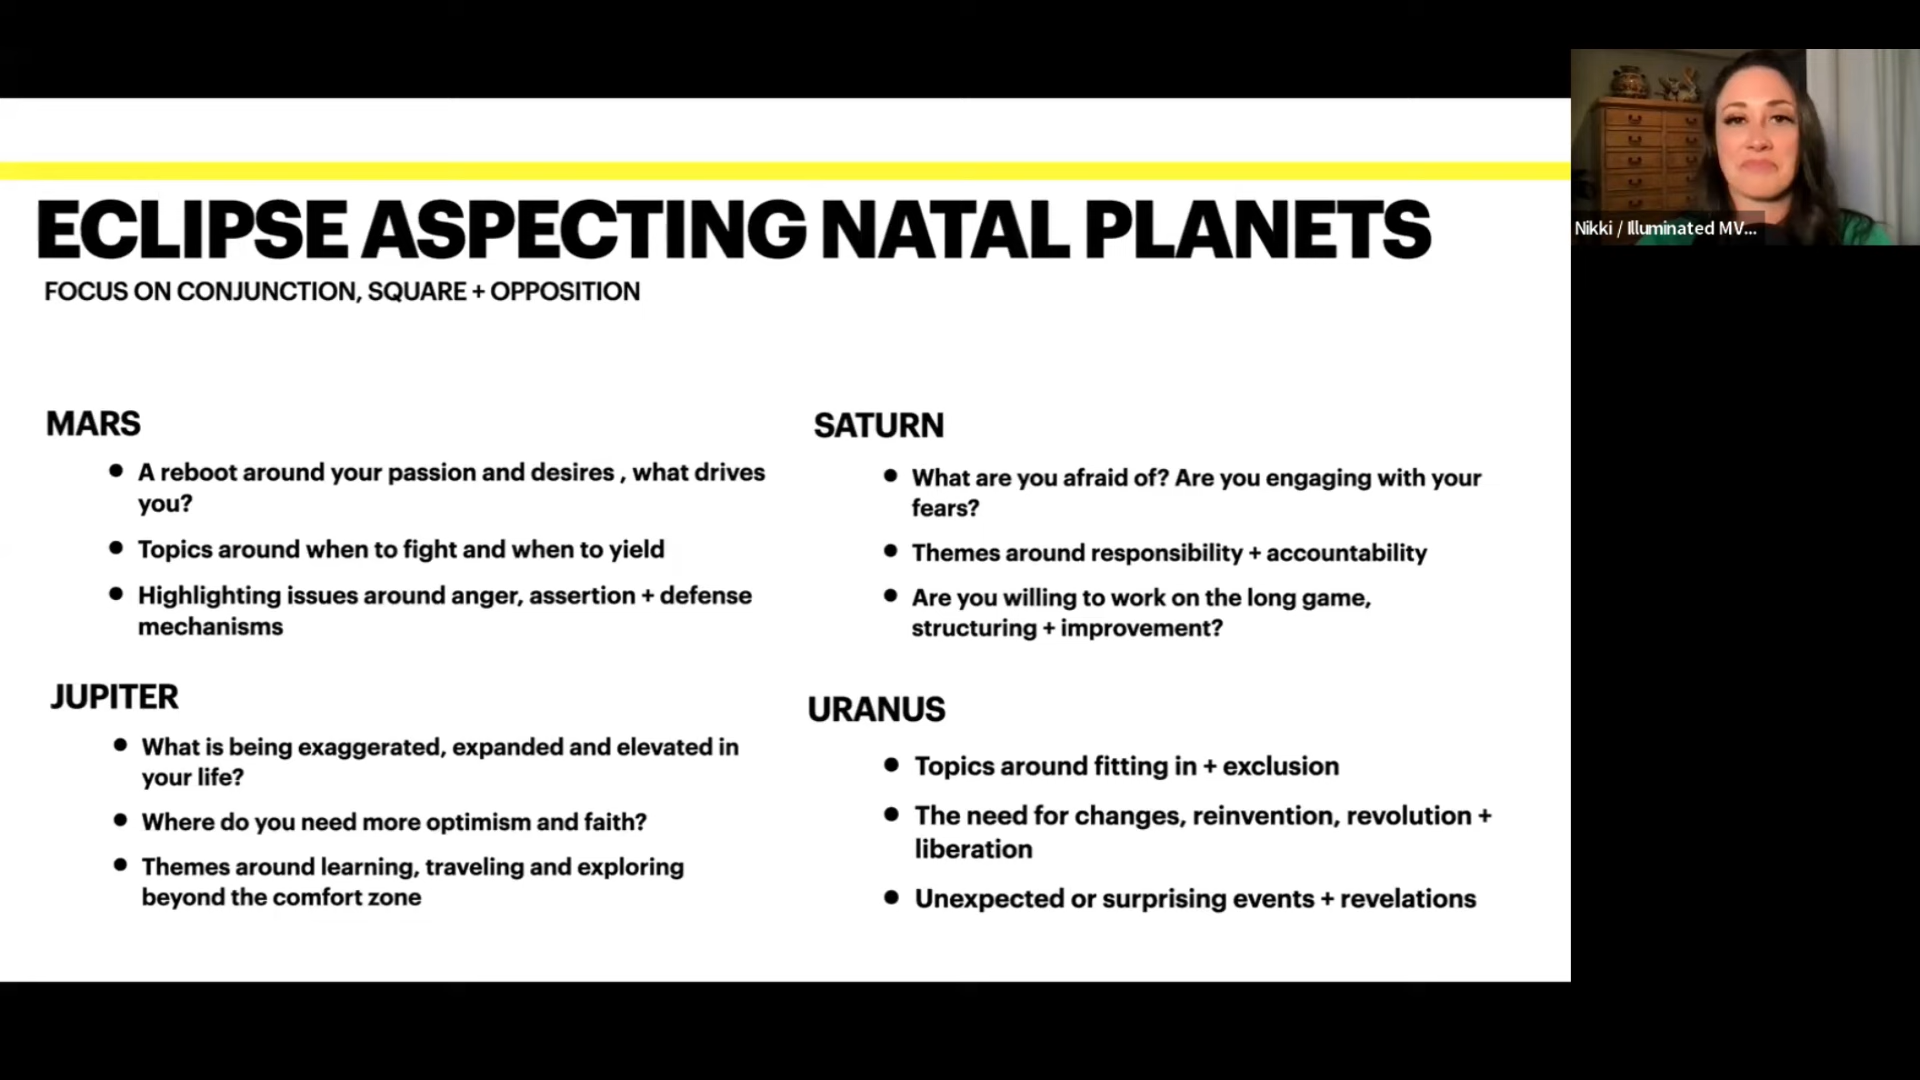 ECLIPSE ASPECTING NATAL PLANETS
FOCUS ON CONJUNCTION, SQUARE + OPPOSITION
MARS
● A reboot around your passion and desires , what drives
you?
● Topics around when to fight and when to yield
● Highlighting issues around anger, assertion + defense
mechanisms
JUPITER
● What is being exaggerated, expanded and elevated in
your life?
● Where do you need more optimism and faith?
● Themes around learning, traveling and exploring
beyond the comfort zone
SATURN
● What are you afraid of? Are you engaging with your
fears?
● Themes around responsibility + accountability
● Are you willing to work on the long game,
structuring + improvement?
URANUS
● Topics around fitting in + exclusion
● The need for changes, reinvention, revolution +
liberation
● Unexpected or surprising events + revelations
Nikki / Illuminated MV...